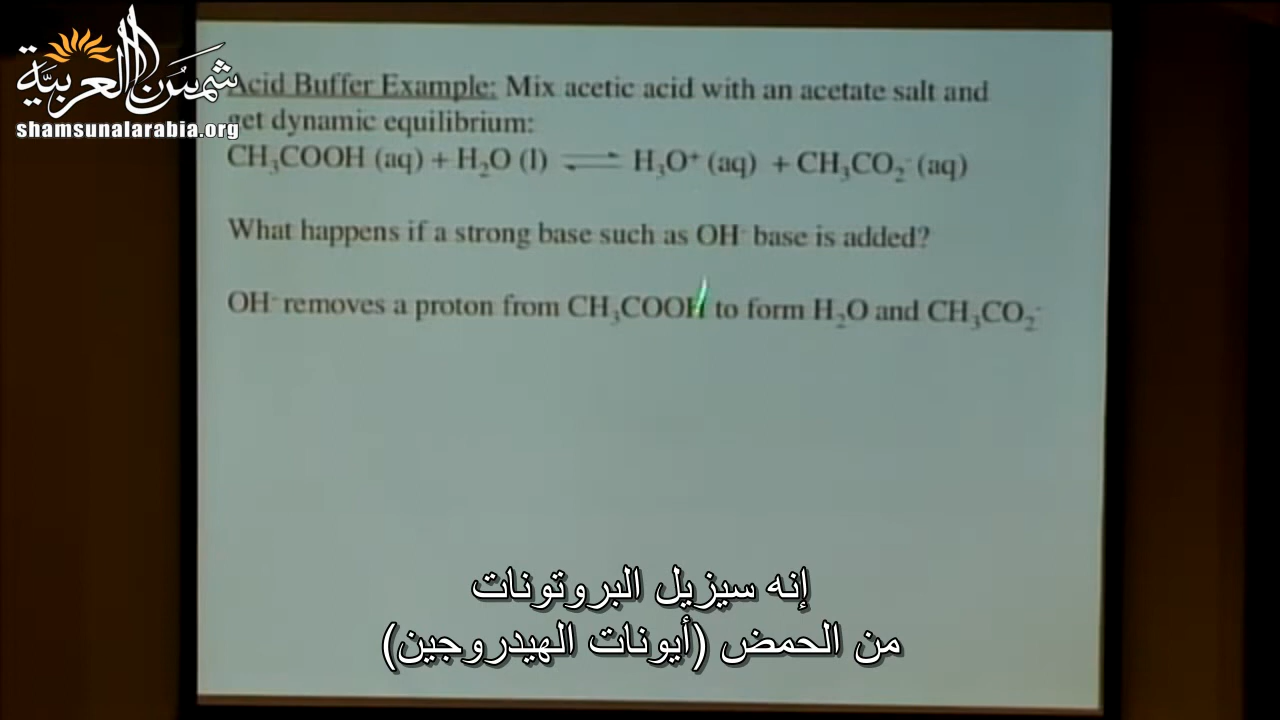 شمس العربية
shamsunalarabia.org
Acid Buffer Example: Mix acetic acid with an acetate salt and
get dynamic equilibrium:
CH₃COOH (aq) + H₂O (l) ⇌ H₃O⁺ (aq) + CH₃CO₂⁻ (aq)
What happens if a strong base such as OH⁻ base is added?
OH⁻ removes a proton from CH₃COOH to form H₂O and CH₃CO₂⁻
إنه سيزيل البروتونات
من الحمض (أيونات الهيدروجين)